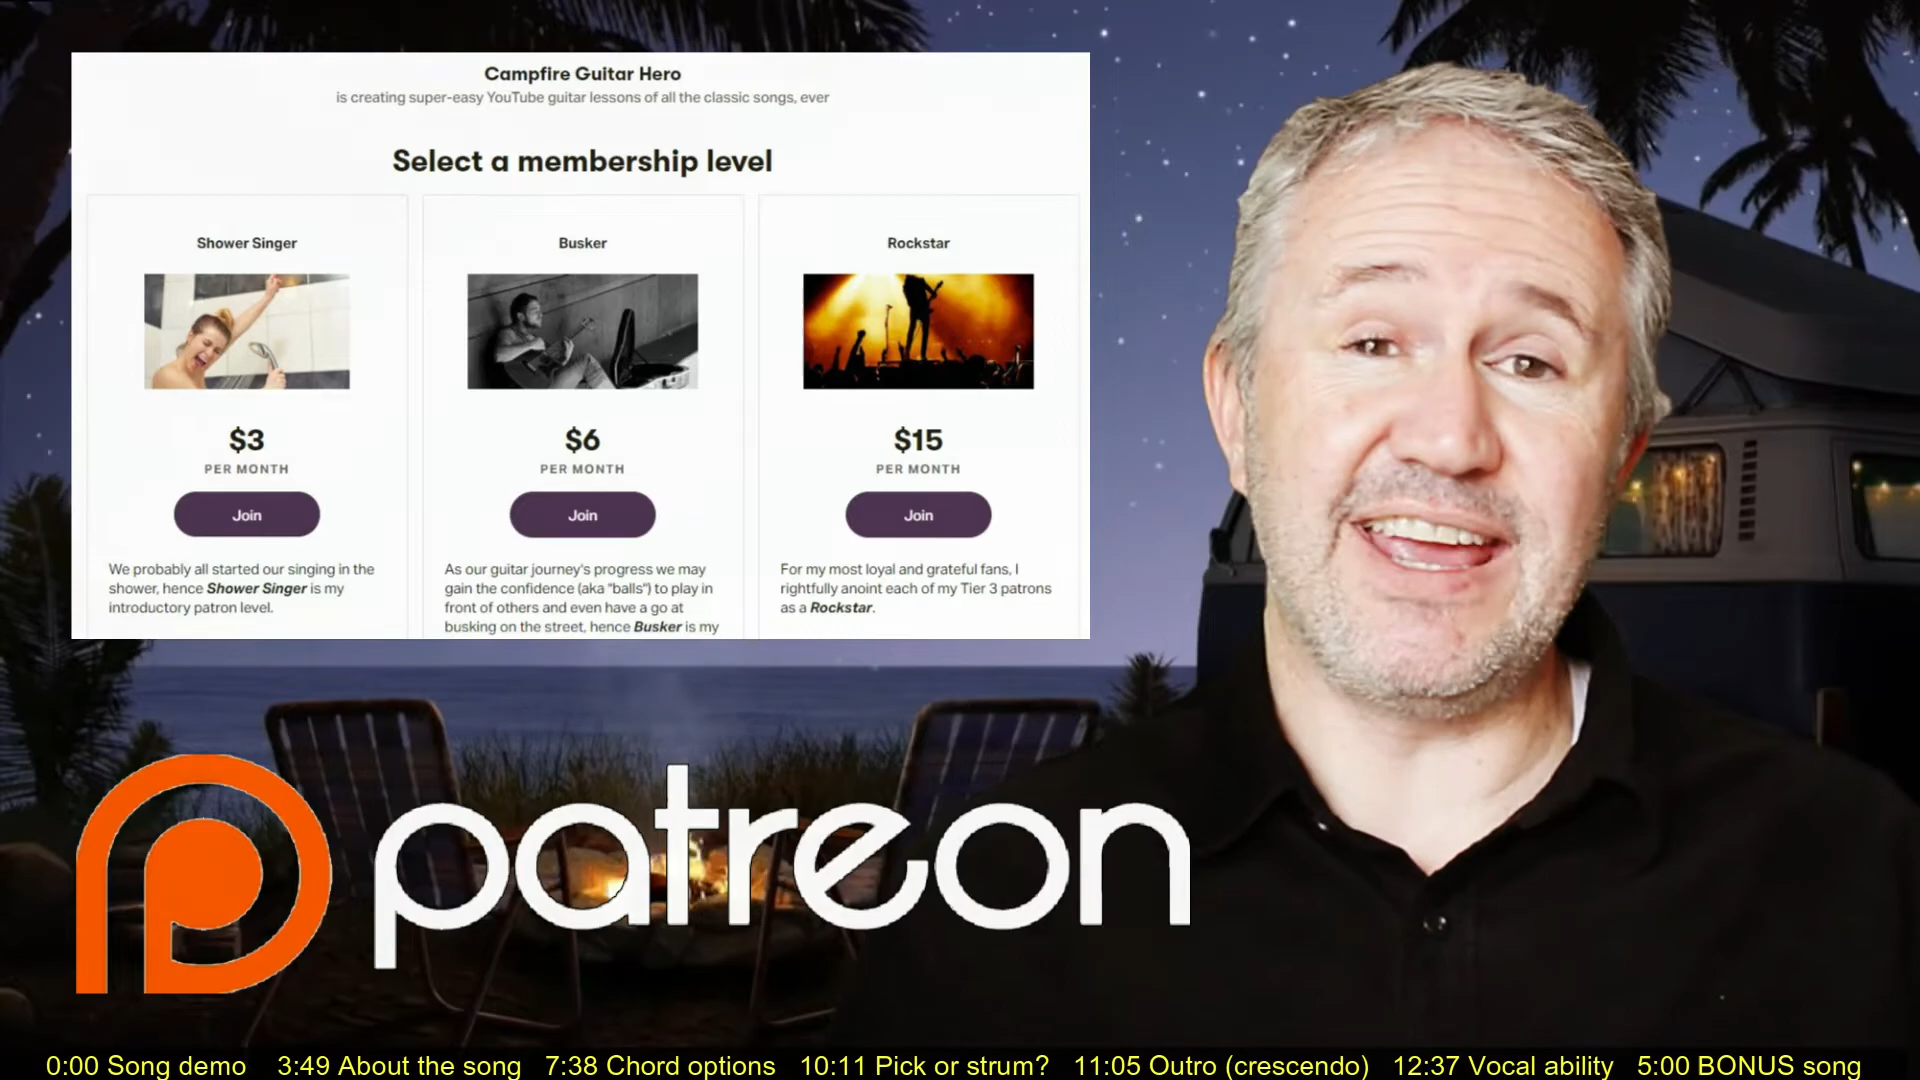 Campfire Guitar Hero
is creating super-easy YouTube guitar lessons of all the classic songs, ever
Select a membership level
Shower Singer
$3
PER MONTH
Join
We probably all started our singing in the
shower, hence Shower Singer is my
introductory patron level.
Busker
$6
PER MONTH
Join
As our guitar journey's progress we may
gain the confidence (aka "balls") to play in
front of others and even have a go at
busking on the street, hence Busker is my
Rockstar
$15
PER MONTH
Join
For my most loyal and grateful fans, I
rightfully anoint each of my Tier 3 patrons
as a Rockstar.
patreon
0:00 Song demo 3:49 About the song 7:38 Chord options 10:11 Pick or strum? 11:05 Outro (crescendo) 12:37 Vocal ability 5:00 BONUS song